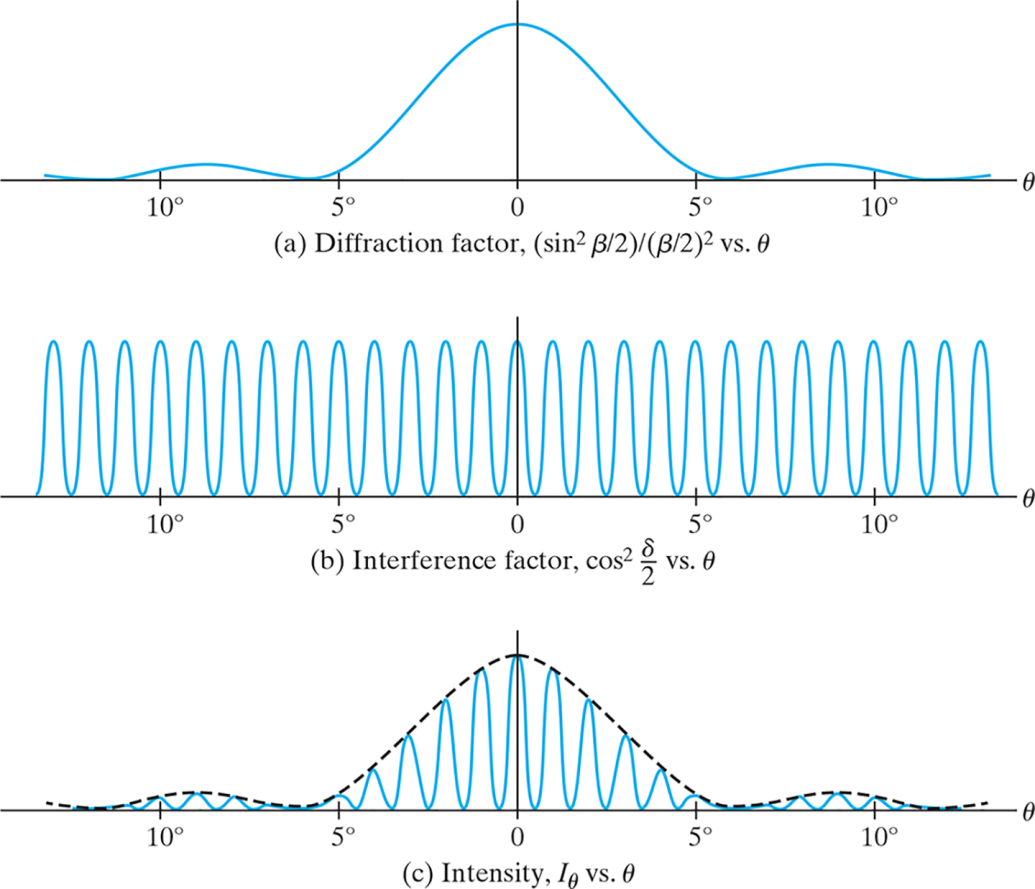 θ
10° 5° 0 5° 10°
(a) Diffraction factor, (sin² β/2)/(β/2)² vs. θ
θ
10° 5° 0 5° 10°
(b) Interference factor, cos² δ/2 vs. θ
θ
10° 5° 0 5° 10°
(c) Intensity, I_θ vs. θ